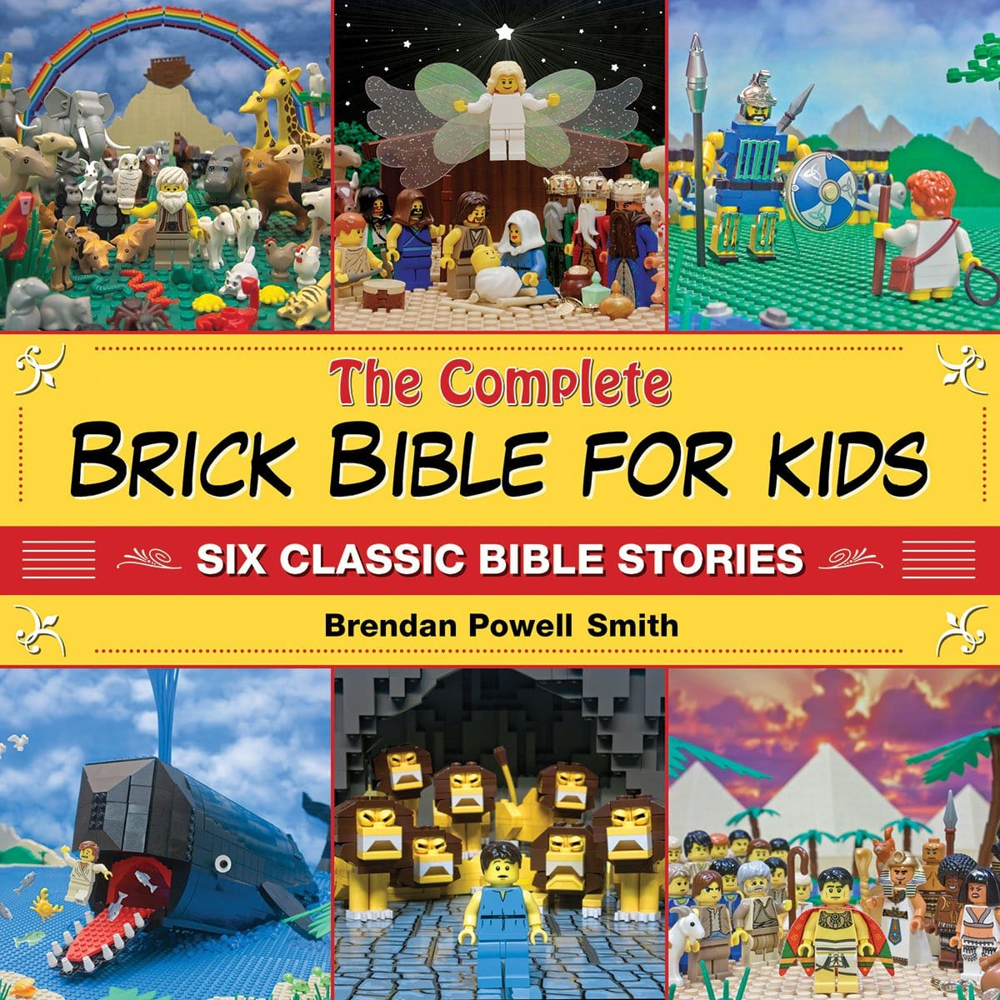 The Complete
BRICK BIBLE FOR KIDS
SIX CLASSIC BIBLE STORIES
Brendan Powell Smith